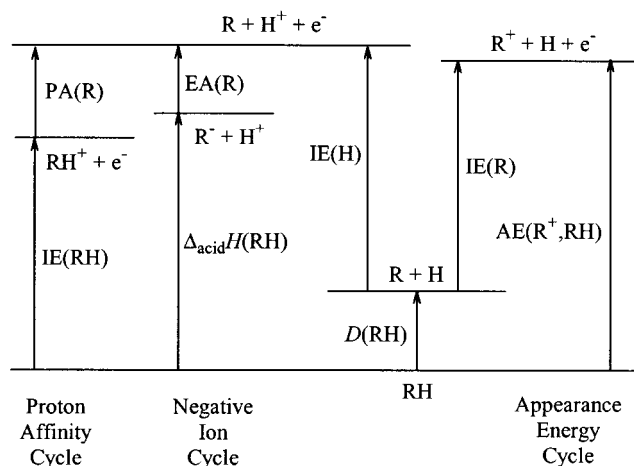 R + H⁺ + e⁻
R⁺ + H + e⁻
PA(R)
EA(R)
R⁻ + H⁺
RH⁺ + e⁻
IE(H)
IE(R)
Δ_acid H(RH)
AE(R⁺,RH)
IE(RH)
R + H
D(RH)
RH
Proton
Affinity
Cycle
Negative
Ion
Cycle
Appearance
Energy
Cycle